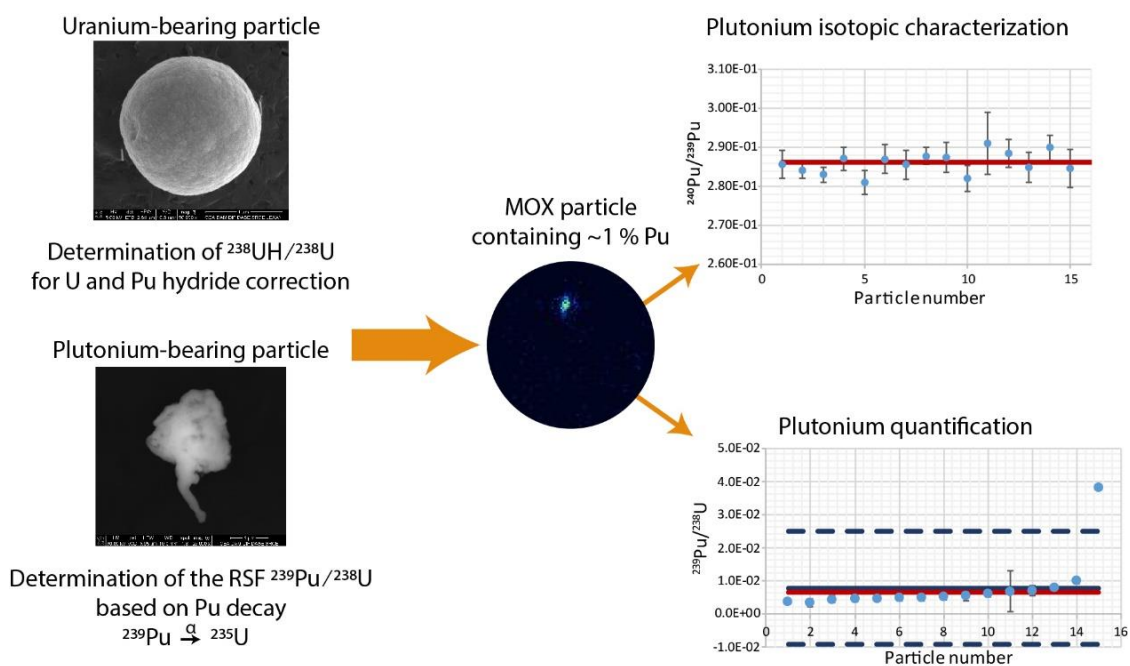 Uranium-bearing particle
Determination of ²³⁸UH/²³⁸U
for U and Pu hydride correction
Plutonium-bearing particle
Determination of the RSF ²³⁹Pu/²³⁸U
based on Pu decay
²³⁹Pu α→ ²³⁵U
MOX particle
containing ~1 % Pu
Plutonium isotopic characterization
3.10E-01
3.00E-01
2.90E-01
2.80E-01
2.70E-01
2.60E-01
²⁴⁰Pu/²³⁹Pu
0
5
10
15
Particle number
Plutonium quantification
5.0E-02
4.0E-02
3.0E-02
2.0E-02
1.0E-02
0.0E+00
-1.0E-02
²³⁹Pu/²³⁸U
0
2
4
6
8
10
12
14
16
Particle number